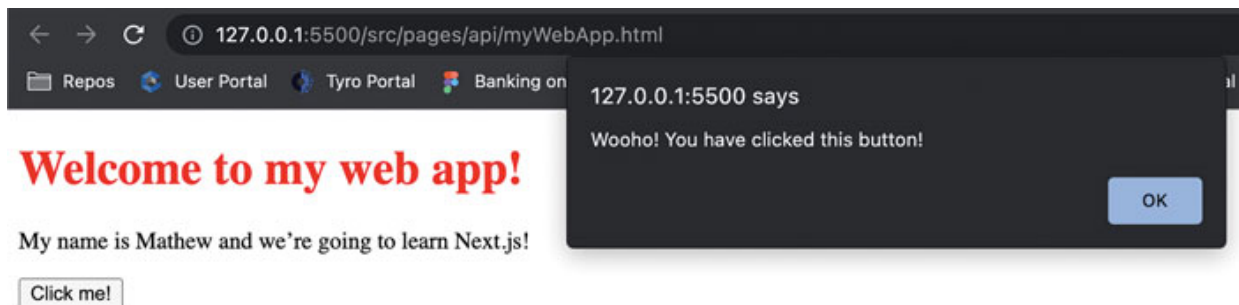 127.0.0.1:5500/src/pages/api/myWebApp.html
Repos User Portal Tyro Portal Banking on
127.0.0.1:5500 says
Wooho! You have clicked this button!
OK
Welcome to my web app!
My name is Mathew and we’re going to learn Next.js!
Click me!